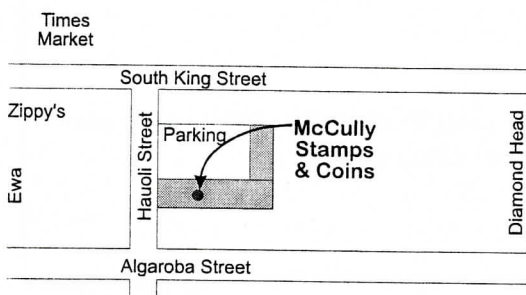 Times
Market
South King Street
Zippy's
Parking
McCully
Stamps
& Coins
Hauoli Street
Ewa
Diamond Head
Algaroba Street